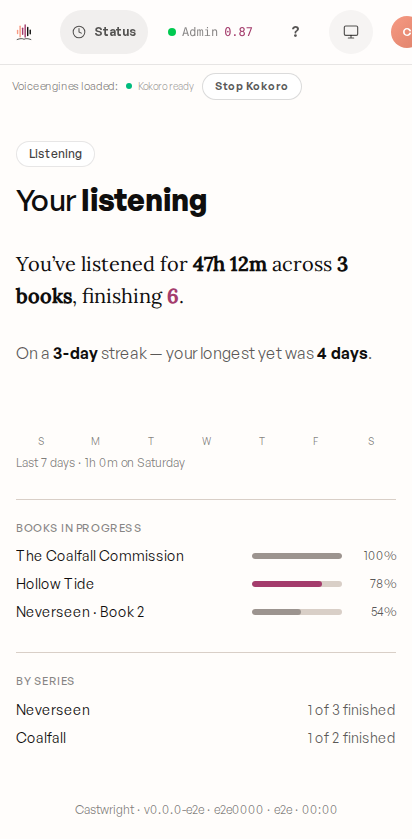 Status
Admin 0.87
?
C
Voice engines loaded: Kokoro ready Stop Kokoro
Listening
Your listening
You've listened for 47h 12m across 3
books, finishing 6.
On a 3-day streak — your longest yet was 4 days.
S M T W T F S
Last 7 days · 1h 0m on Saturday
BOOKS IN PROGRESS
The Coalfall Commission 100%
Hollow Tide 78%
Neverseen · Book 2 54%
BY SERIES
Neverseen 1 of 3 finished
Coalfall 1 of 2 finished
Castwright · v0.0.0-e2e · e2e0000 · e2e · 00:00